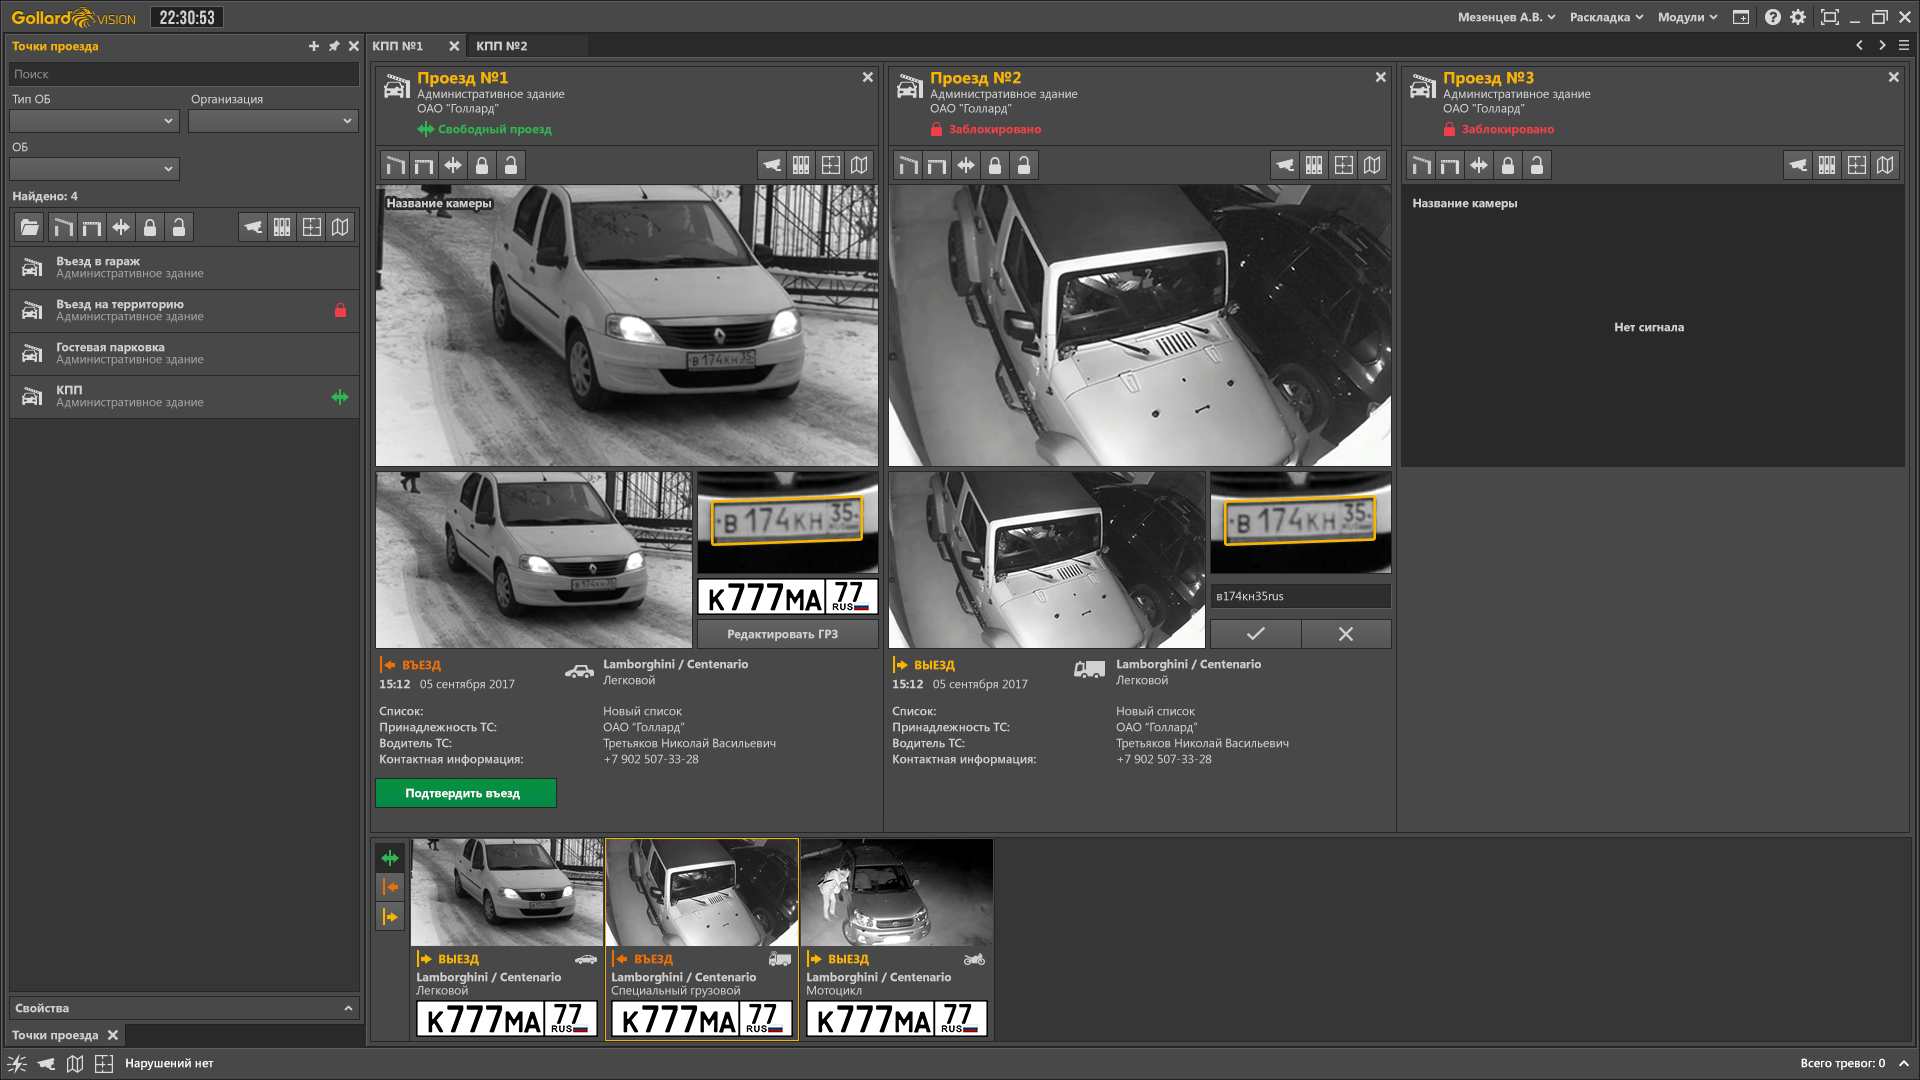 Gollard VISION
22:30:53
Мезенцев А.В.
Раскладка
Модули
Точки проезда
Поиск
Тип ОБ
Организация
ОБ
Найдено: 4
Въезд в гараж
Административное здание
Въезд на территорию
Административное здание
Гостевая парковка
Административное здание
КПП
Административное здание
Свойства
Точки проезда
КПП №1
КПП №2
Проезд №1
Административное здание
ОАО "Голлард"
Свободный проезд
Название камеры
В 174КН 35
В 174КН 35
RUS
К777МА 77
RUS
Редактировать ГРЗ
ВЪЕЗД
15:12 05 сентября 2017
Lamborghini / Centenario
Легковой
Список: Новый список
Принадлежность ТС: ОАО "Голлард"
Водитель ТС: Третьяков Николай Васильевич
Контактная информация: +7 902 507-33-28
Подтвердить въезд
Проезд №2
Административное здание
ОАО "Голлард"
Заблокировано
В 174КН 35
RUS
в174кн35rus
ВЫЕЗД
15:12 05 сентября 2017
Lamborghini / Centenario
Легковой
Список: Новый список
Принадлежность ТС: ОАО "Голлард"
Водитель ТС: Третьяков Николай Васильевич
Контактная информация: +7 902 507-33-28
Проезд №3
Административное здание
ОАО "Голлард"
Заблокировано
Название камеры
Нет сигнала
ВЫЕЗД
Lamborghini / Centenario
Легковой
К777МА 77
RUS
ВЪЕЗД
Lamborghini / Centenario
Специальный грузовой
К777МА 77
RUS
ВЫЕЗД
Lamborghini / Centenario
Мотоцикл
К777МА 77
RUS
Нарушений нет
Всего тревог: 0